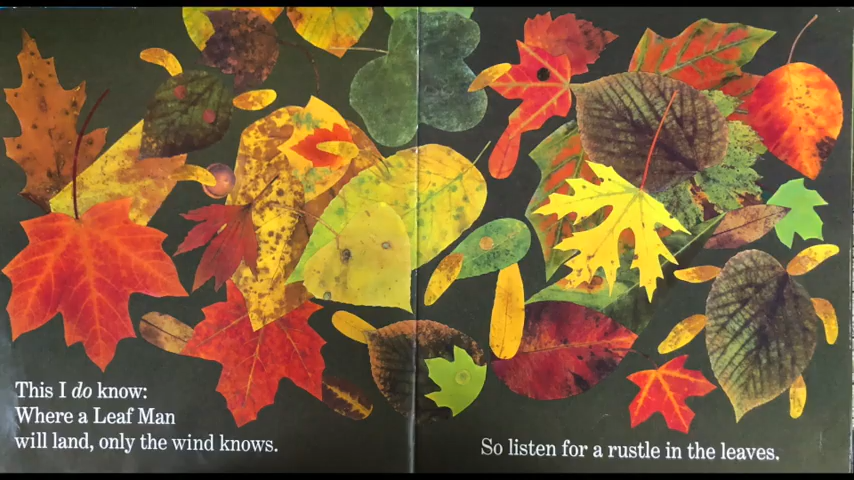 This I do know:
Where a Leaf Man
will land, only the wind knows.
So listen for a rustle in the leaves.